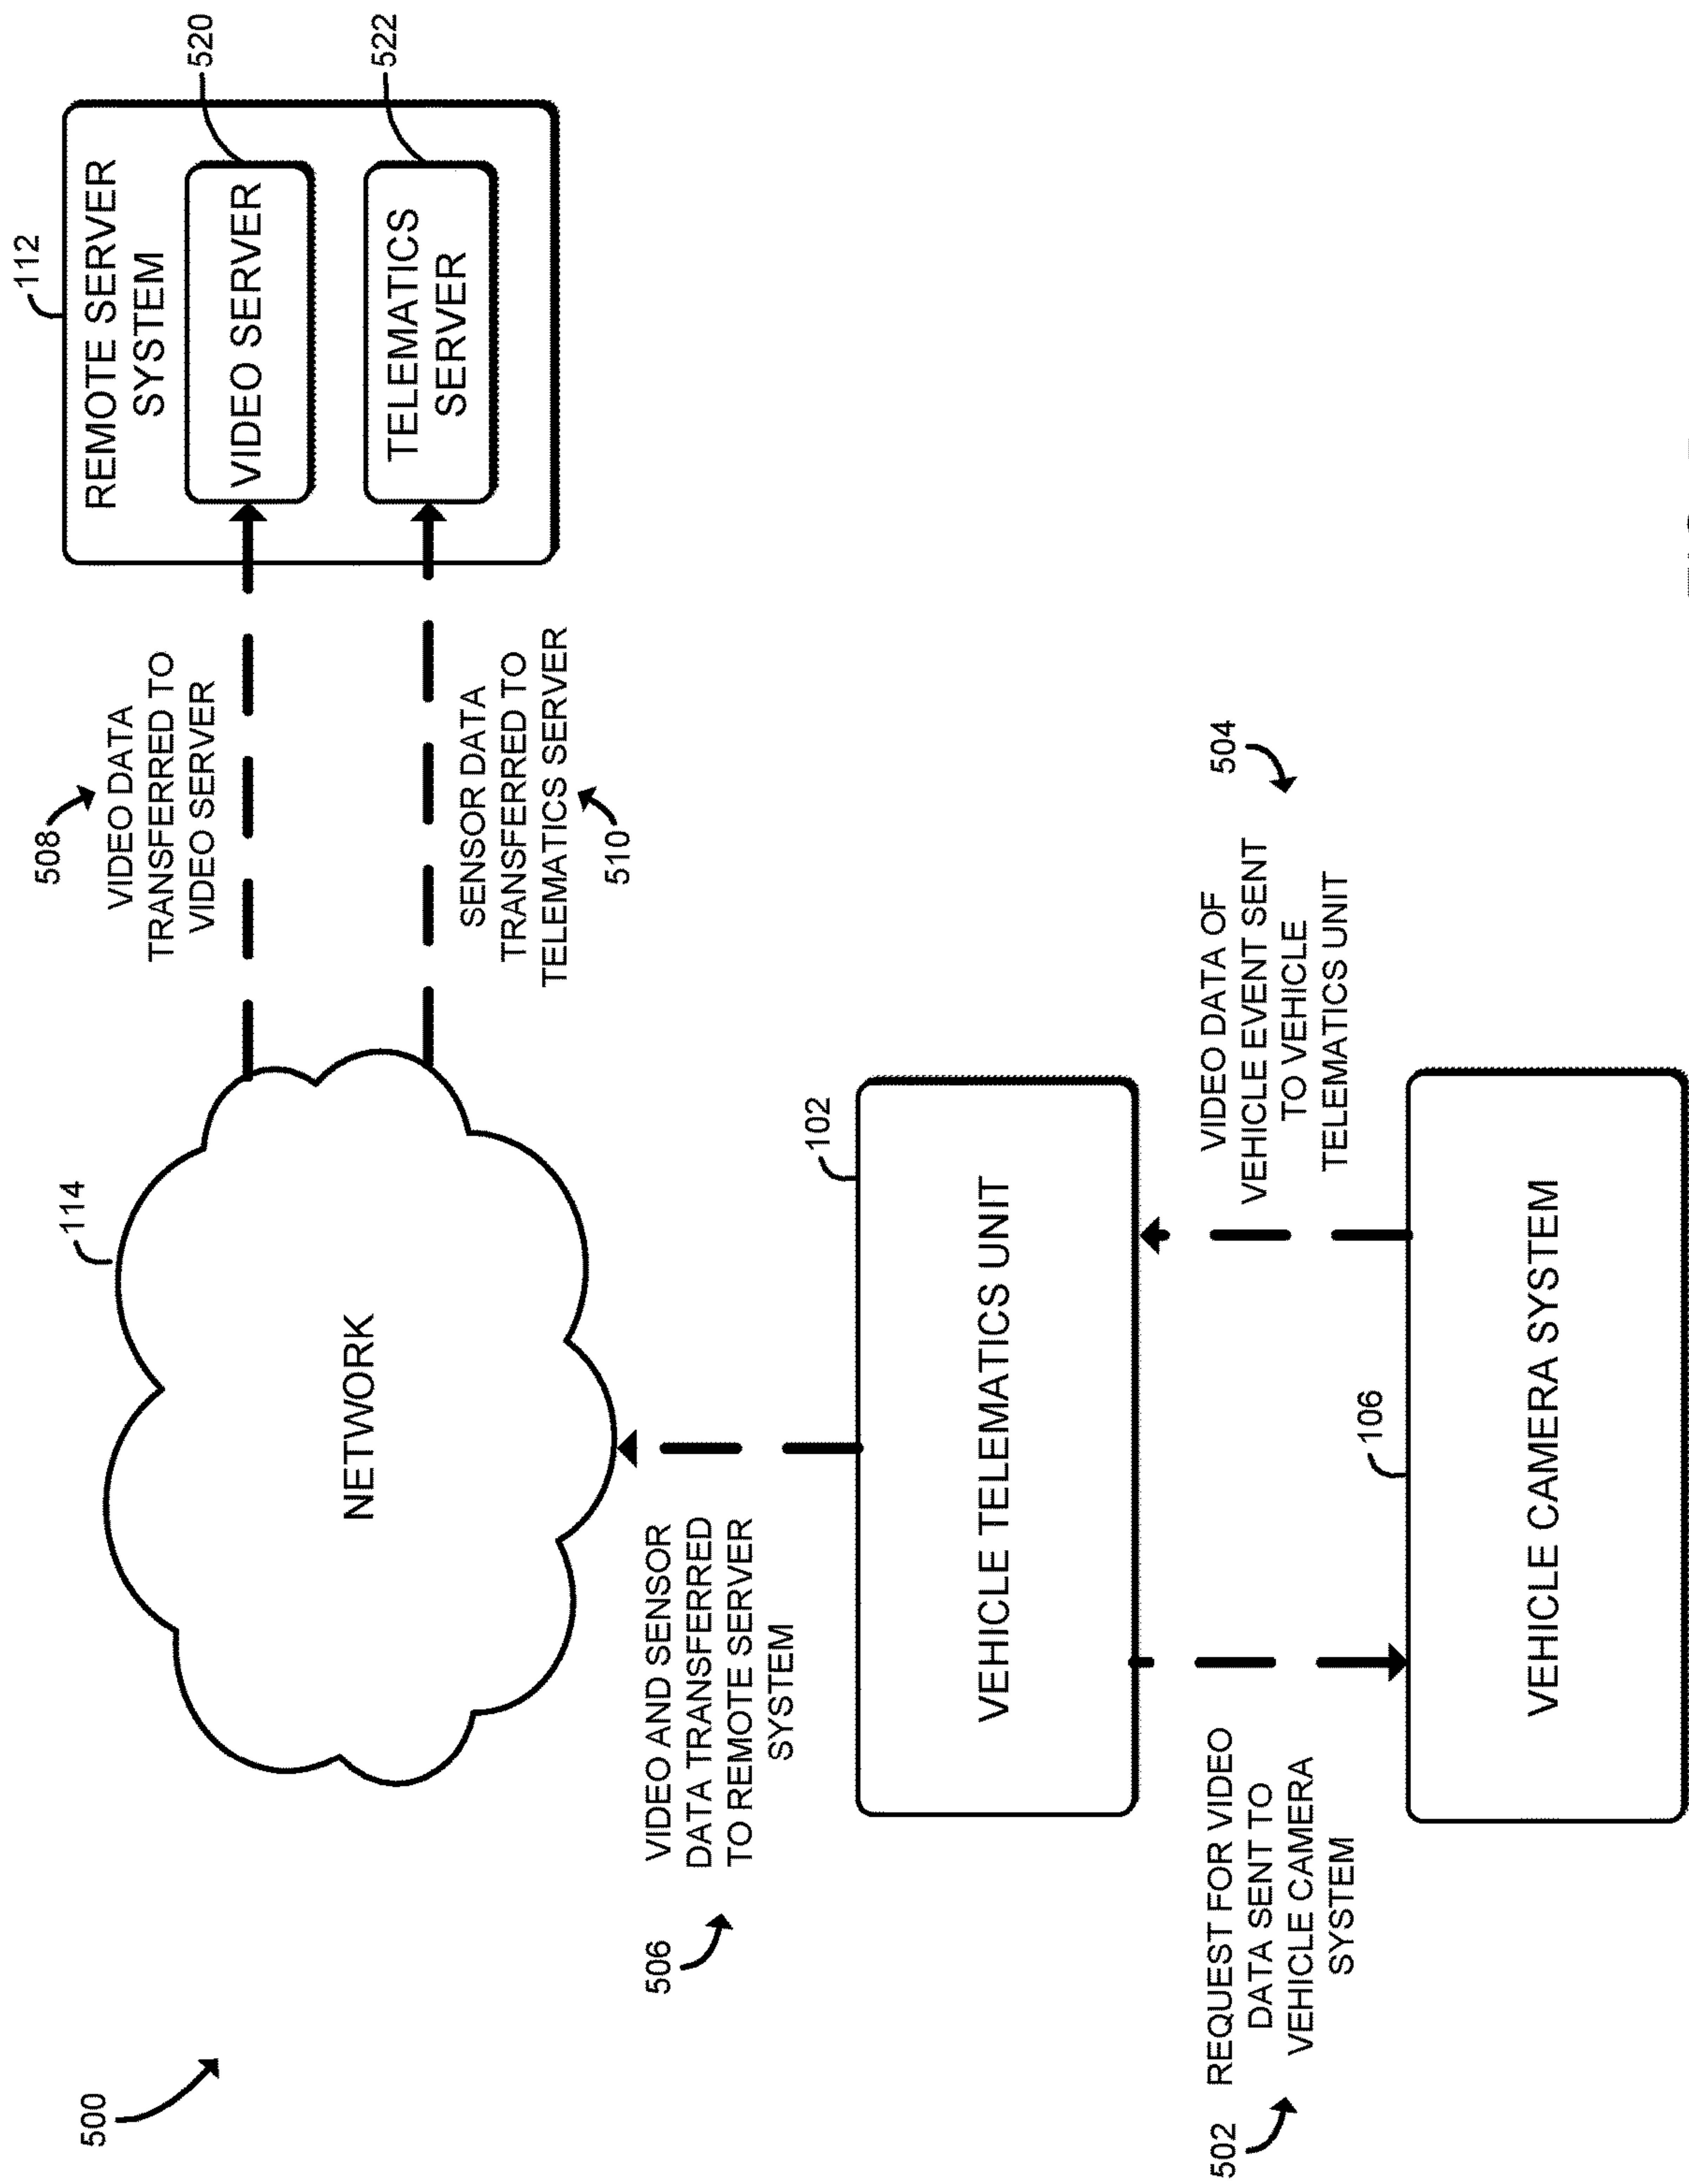 500
114
NETWORK
508
VIDEO DATA
TRANSFERRED TO
VIDEO SERVER
SENSOR DATA
TRANSFERRED TO
TELEMATICS SERVER
510
112
REMOTE SERVER
SYSTEM
VIDEO SERVER
520
TELEMATICS
SERVER
522
506
VIDEO AND SENSOR
DATA TRANSFERRED
TO REMOTE SERVER
SYSTEM
102
VEHICLE TELEMATICS UNIT
502
REQUEST FOR VIDEO
DATA SENT TO
VEHICLE CAMERA
SYSTEM
504
VIDEO DATA OF
VEHICLE EVENT SENT
TO VEHICLE
TELEMATICS UNIT
106
VEHICLE CAMERA SYSTEM